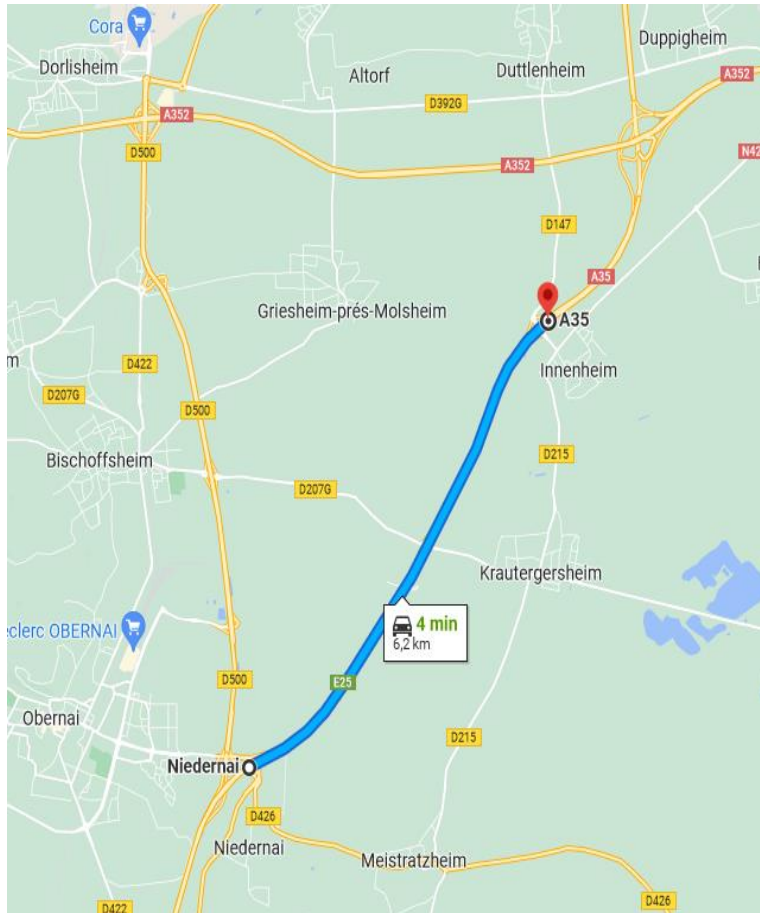 Cora
Duppigheim
Dorlisheim
Altorf
Duttlenheim
A352
D392G
A352
D500
N42
A352
D147
A35
Griesheim-prés-Molsheim
A35
m
D422
Innenheim
D207G
D500
Bischoffsheim
D215
D207G
Krautergersheim
eclerc OBERNAI
4 min
6,2 km
D500
E25
Obernai
D215
Niedernai
D426
Niedernai
Meistratzheim
D422
D426